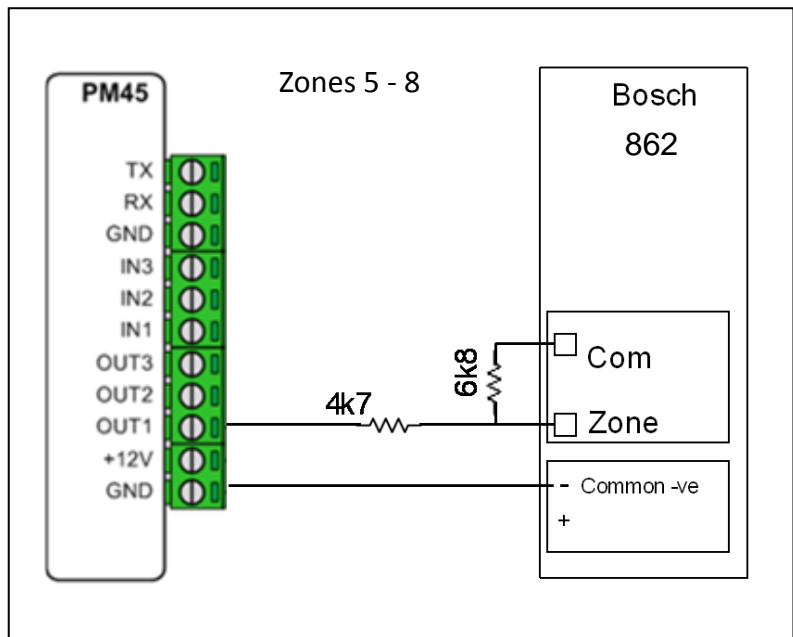 Zones 5 - 8
PM45
TX
RX
GND
IN3
IN2
IN1
OUT3
OUT2
OUT1
+12V
GND
4k7
6k8
Bosch
862
Com
Zone
- Common -ve
+